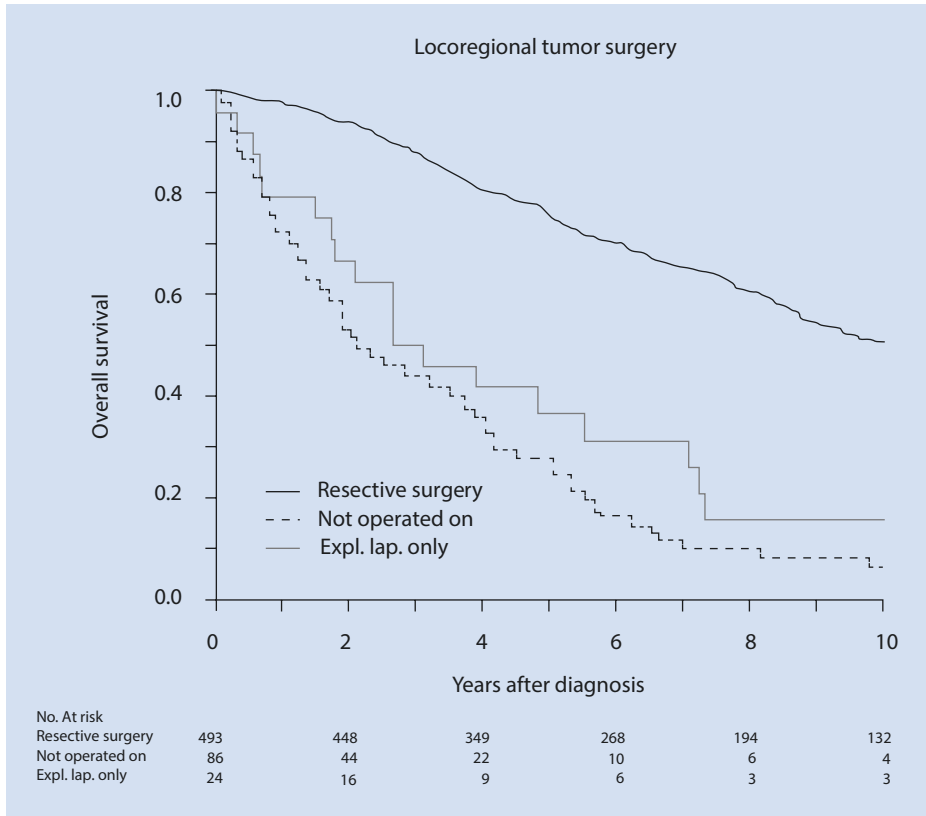 Locoregional tumor surgery
1.0
0.8
0.6
0.4
0.2
0.0
Overall survival
Resective surgery
Not operated on
Expl. lap. only
0 2 4 6 8 10
Years after diagnosis
No. At risk
Resective surgery 493 448 349 268 194 132
Not operated on 86 44 22 10 6 4
Expl. lap. only 24 16 9 6 3 3